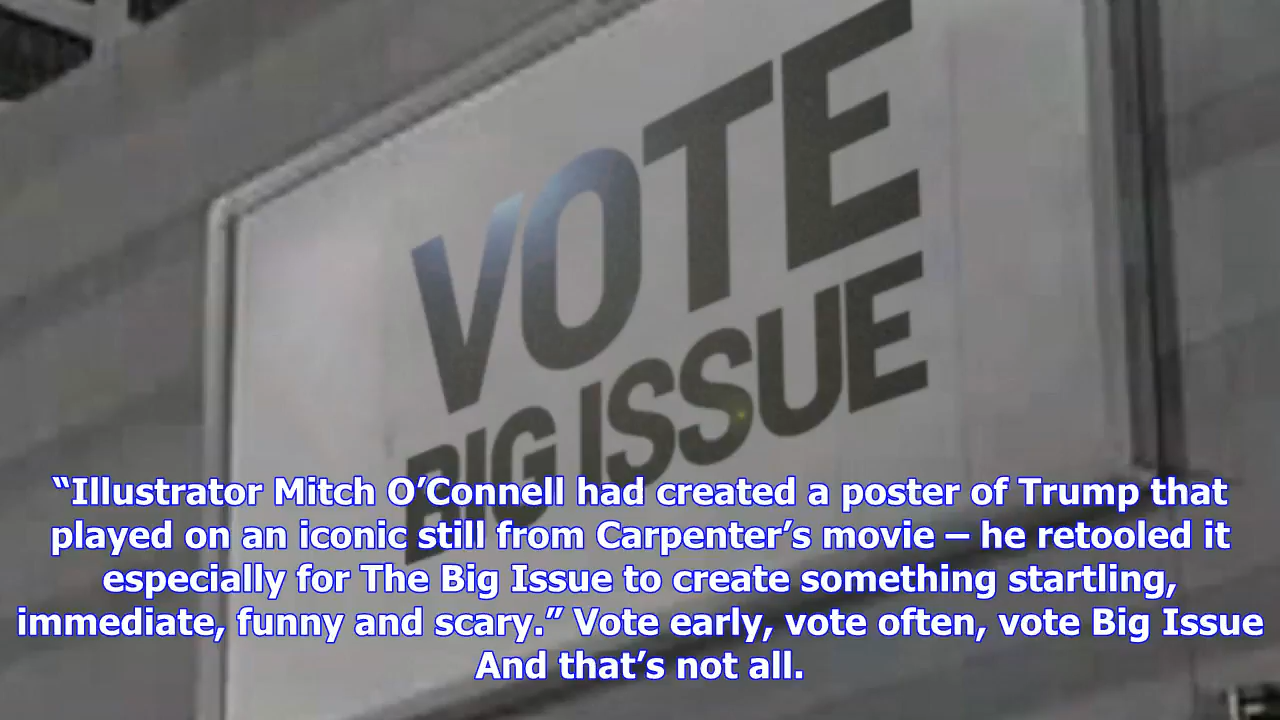 VOTE
BIG ISSUE
“Illustrator Mitch O’Connell had created a poster of Trump that
played on an iconic still from Carpenter’s movie – he retooled it
especially for The Big Issue to create something startling,
immediate, funny and scary.” Vote early, vote often, vote Big Issue
And that’s not all.